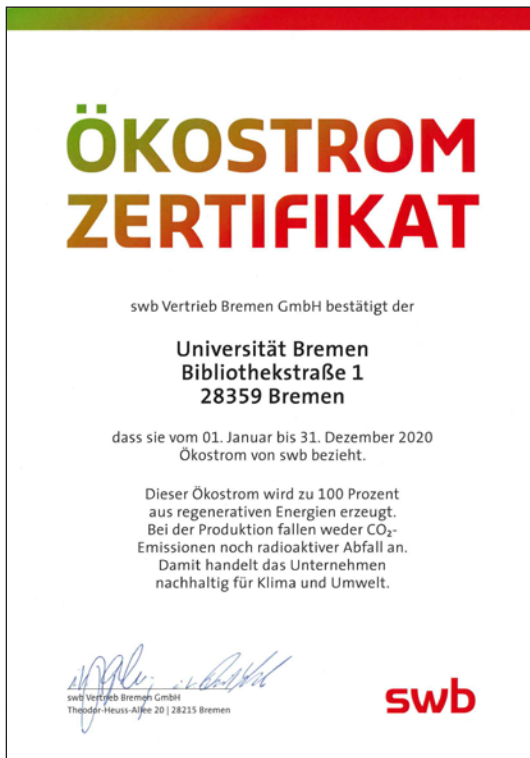 ÖKOSTROM
ZERTIFIKAT
swb Vertrieb Bremen GmbH bestätigt der
Universität Bremen
Bibliothekstraße 1
28359 Bremen
dass sie vom 01. Januar bis 31. Dezember 2020
Ökostrom von swb bezieht.
Dieser Ökostrom wird zu 100 Prozent
aus regenerativen Energien erzeugt.
Bei der Produktion fallen weder CO₂-
Emissionen noch radioaktiver Abfall an.
Damit handelt das Unternehmen
nachhaltig für Klima und Umwelt.
swb Vertrieb Bremen GmbH
Theodor-Heuss-Allee 20 | 28215 Bremen
swb